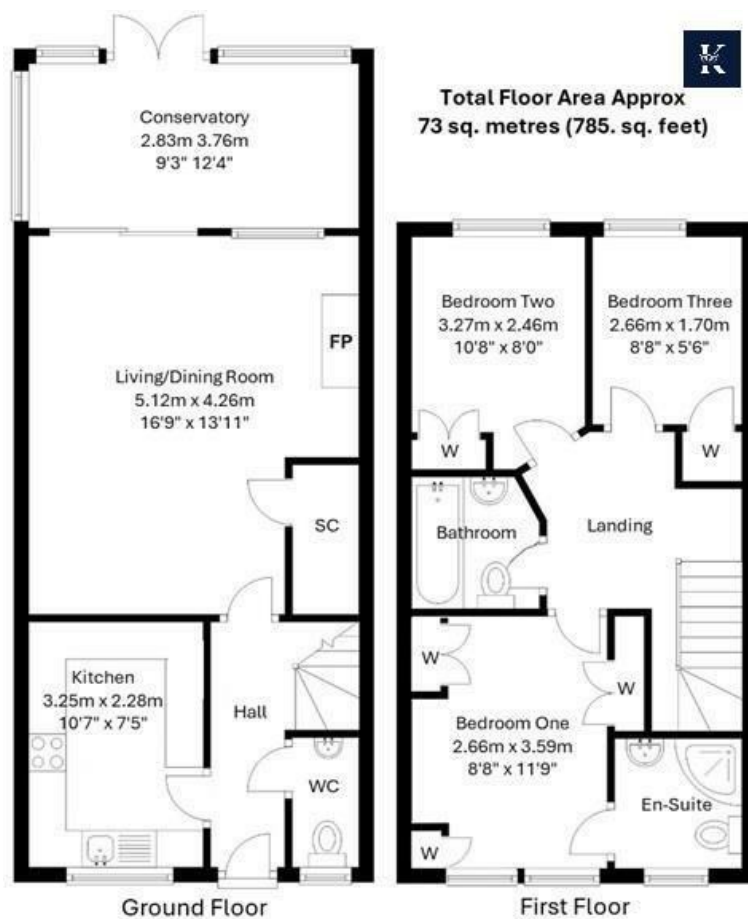 K
Total Floor Area Approx
73 sq. metres (785. sq. feet)
Conservatory
2.83m 3.76m
9'3" 12'4"
Living/Dining Room
5.12m x 4.26m
16'9" x 13'11"
FP
SC
Kitchen
3.25m x 2.28m
10'7" x 7'5"
Hall
WC
Ground Floor
Bedroom Two
3.27m x 2.46m
10'8" x 8'0"
W
Bedroom Three
2.66m x 1.70m
8'8" x 5'6"
W
Bathroom
Landing
W
W
Bedroom One
2.66m x 3.59m
8'8" x 11'9"
En-Suite
W
First Floor